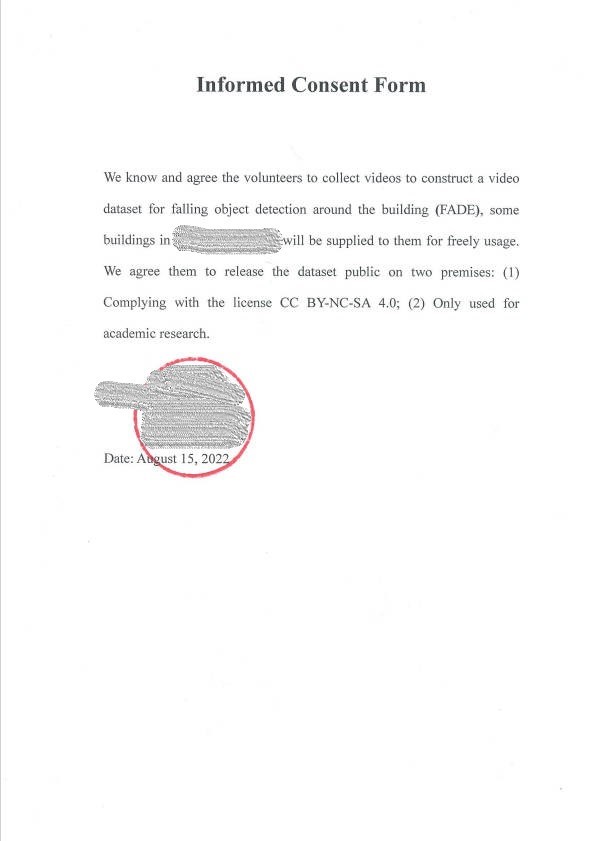 Informed Consent Form
We know and agree the volunteers to collect videos to construct a video
dataset for falling object detection around the building (FADE), some
buildings in will be supplied to them for freely usage.
We agree them to release the dataset public on two premises: (1)
Complying with the license CC BY-NC-SA 4.0; (2) Only used for
academic research.
Date: August 15, 2022